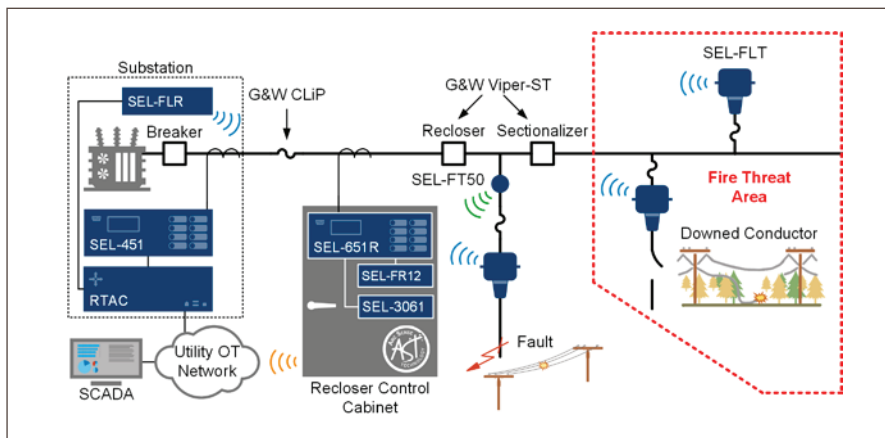 Substation
G&W CLiP
SEL-FLR
Breaker
SEL-451
RTAC
SCADA
Utility OT
Network
SEL-651R
SEL-FR12
SEL-3061
AST
Recloser Control
Cabinet
G&W Viper-ST
Recloser
Sectionalizer
SEL-FT50
Fault
SEL-FLT
Fire Threat
Area
Downed Conductor